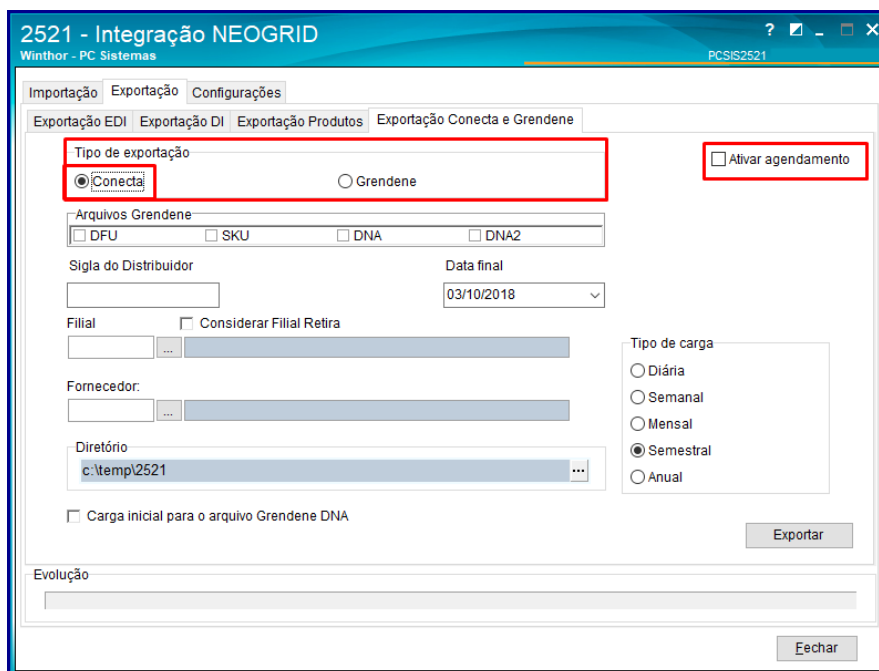 2521 - Integração NEOGRID
Winthor - PC Sistemas
PCSIS2521
Importação Exportação Configurações
Exportação EDI Exportação DI Exportação Produtos Exportação Conecta e Grendene
Tipo de exportação
Ativar agendamento
Conecta Grendene
Arquivos Grendene
DFU SKU DNA DNA2
Sigla do Distribuidor Data final
03/10/2018
Filial Considerar Filial Retira
...
Tipo de carga
Diária
Fornecedor:
Semanal
...
Mensal
Diretório
Semestral
c:\temp\2521 ...
Anual
Carga inicial para o arquivo Grendene DNA
Exportar
Evolução
Fechar